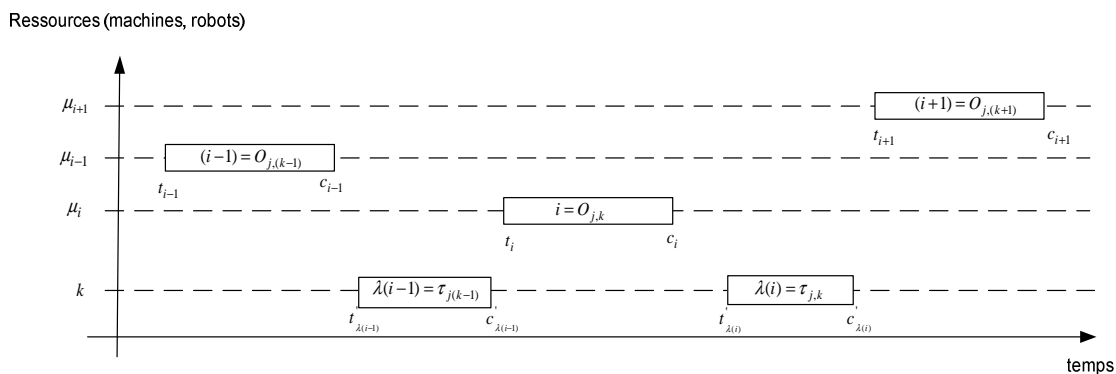 Ressources (machines, robots)
μ_{i+1}
(i+1) = O_{j,(k+1)}
t_{i+1}
c_{i+1}
μ_{i−1}
(i−1) = O_{j,(k−1)}
t_{i−1}
c_{i−1}
μ_i
i = O_{j,k}
t_i
c_i
k
λ(i−1) = τ_{j(k−1)}
λ(i) = τ_{j,k}
t_{λ(i−1)}
c_{λ(i−1)}
t_{λ(i)}
c_{λ(i)}
temps